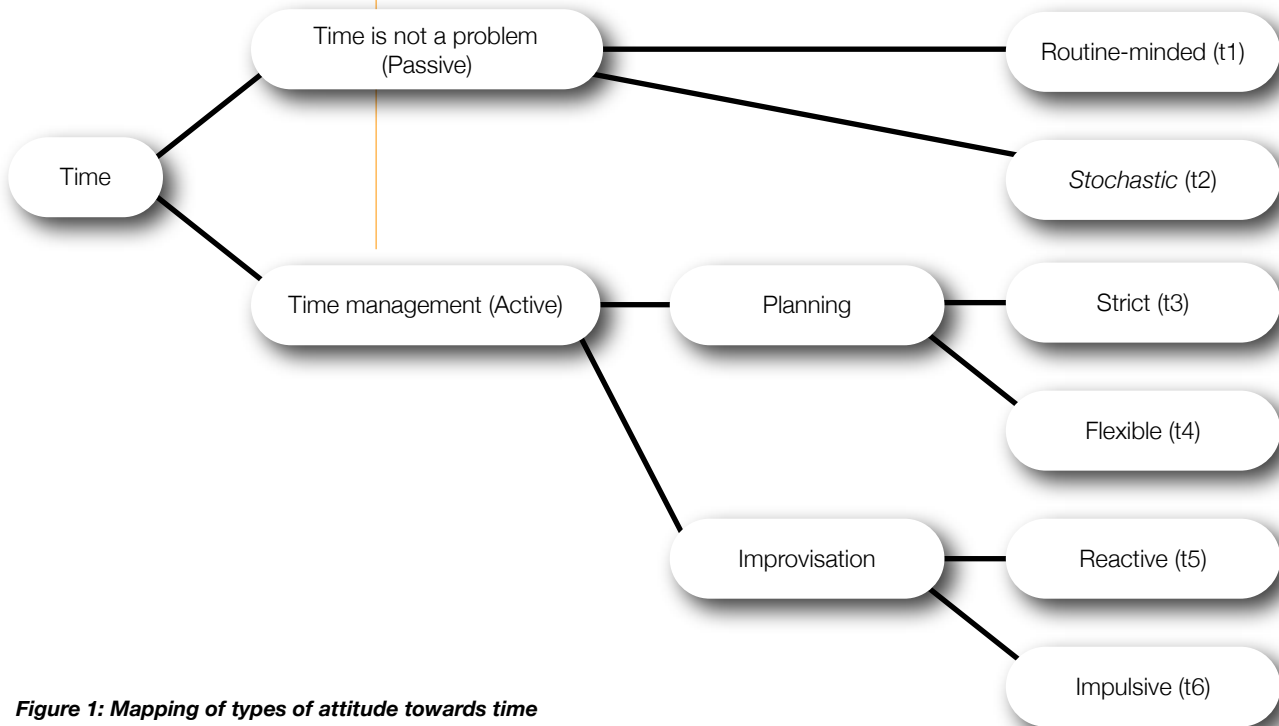 Time is not a problem
(Passive)
Routine-minded (t1)
Time
Stochastic (t2)
Time management (Active)
Planning
Strict (t3)
Flexible (t4)
Improvisation
Reactive (t5)
Impulsive (t6)
Figure 1: Mapping of types of attitude towards time